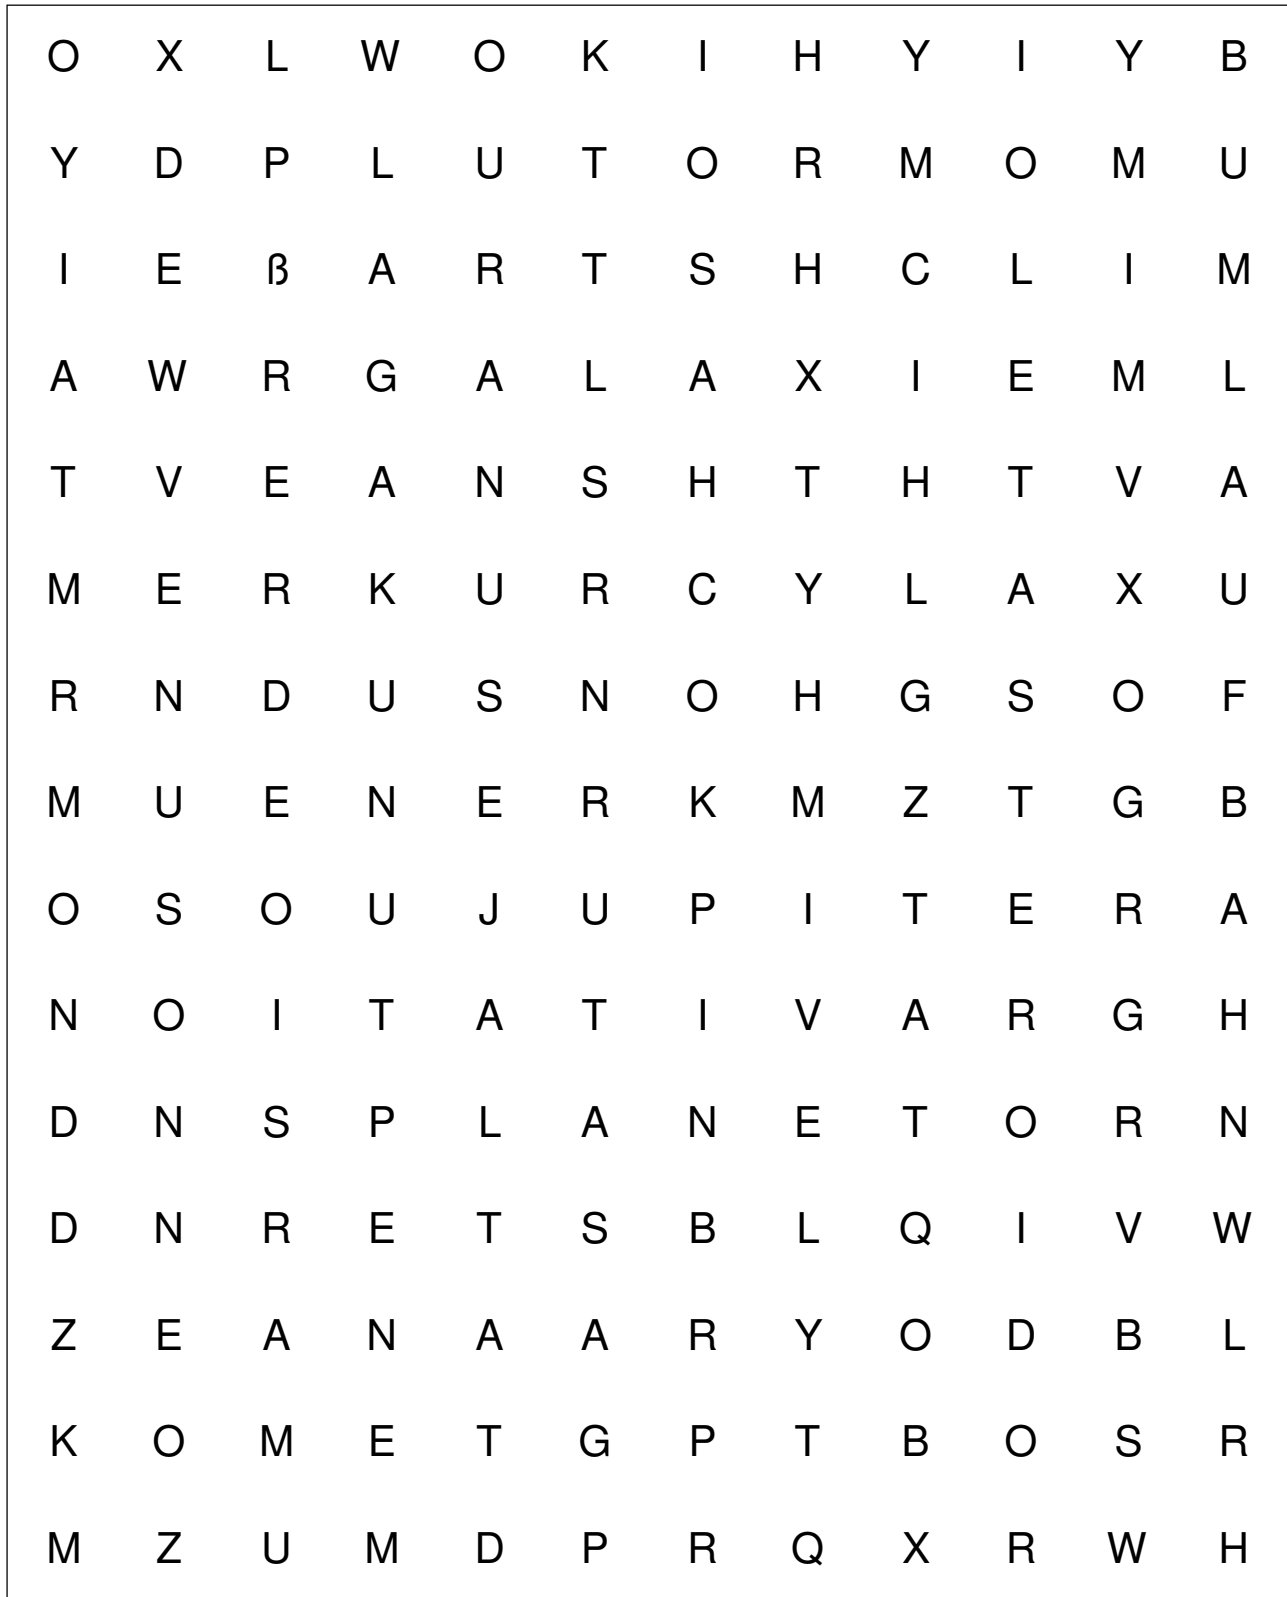 O X L W O K I H Y I Y B
Y D P L U T O R M O M U
I E ß A R T S H C L I M
A W R G A L A X I E M L
T V E A N S H T H T V A
M E R K U R C Y L A X U
R N D U S N O H G S O F
M U E N E R K M Z T G B
O S O U J U P I T E R A
N O I T A T I V A R G H
D N S P L A N E T O R N
D N R E T S B L Q I V W
Z E A N A A R Y O D B L
K O M E T G P T B O S R
M Z U M D P R Q X R W H